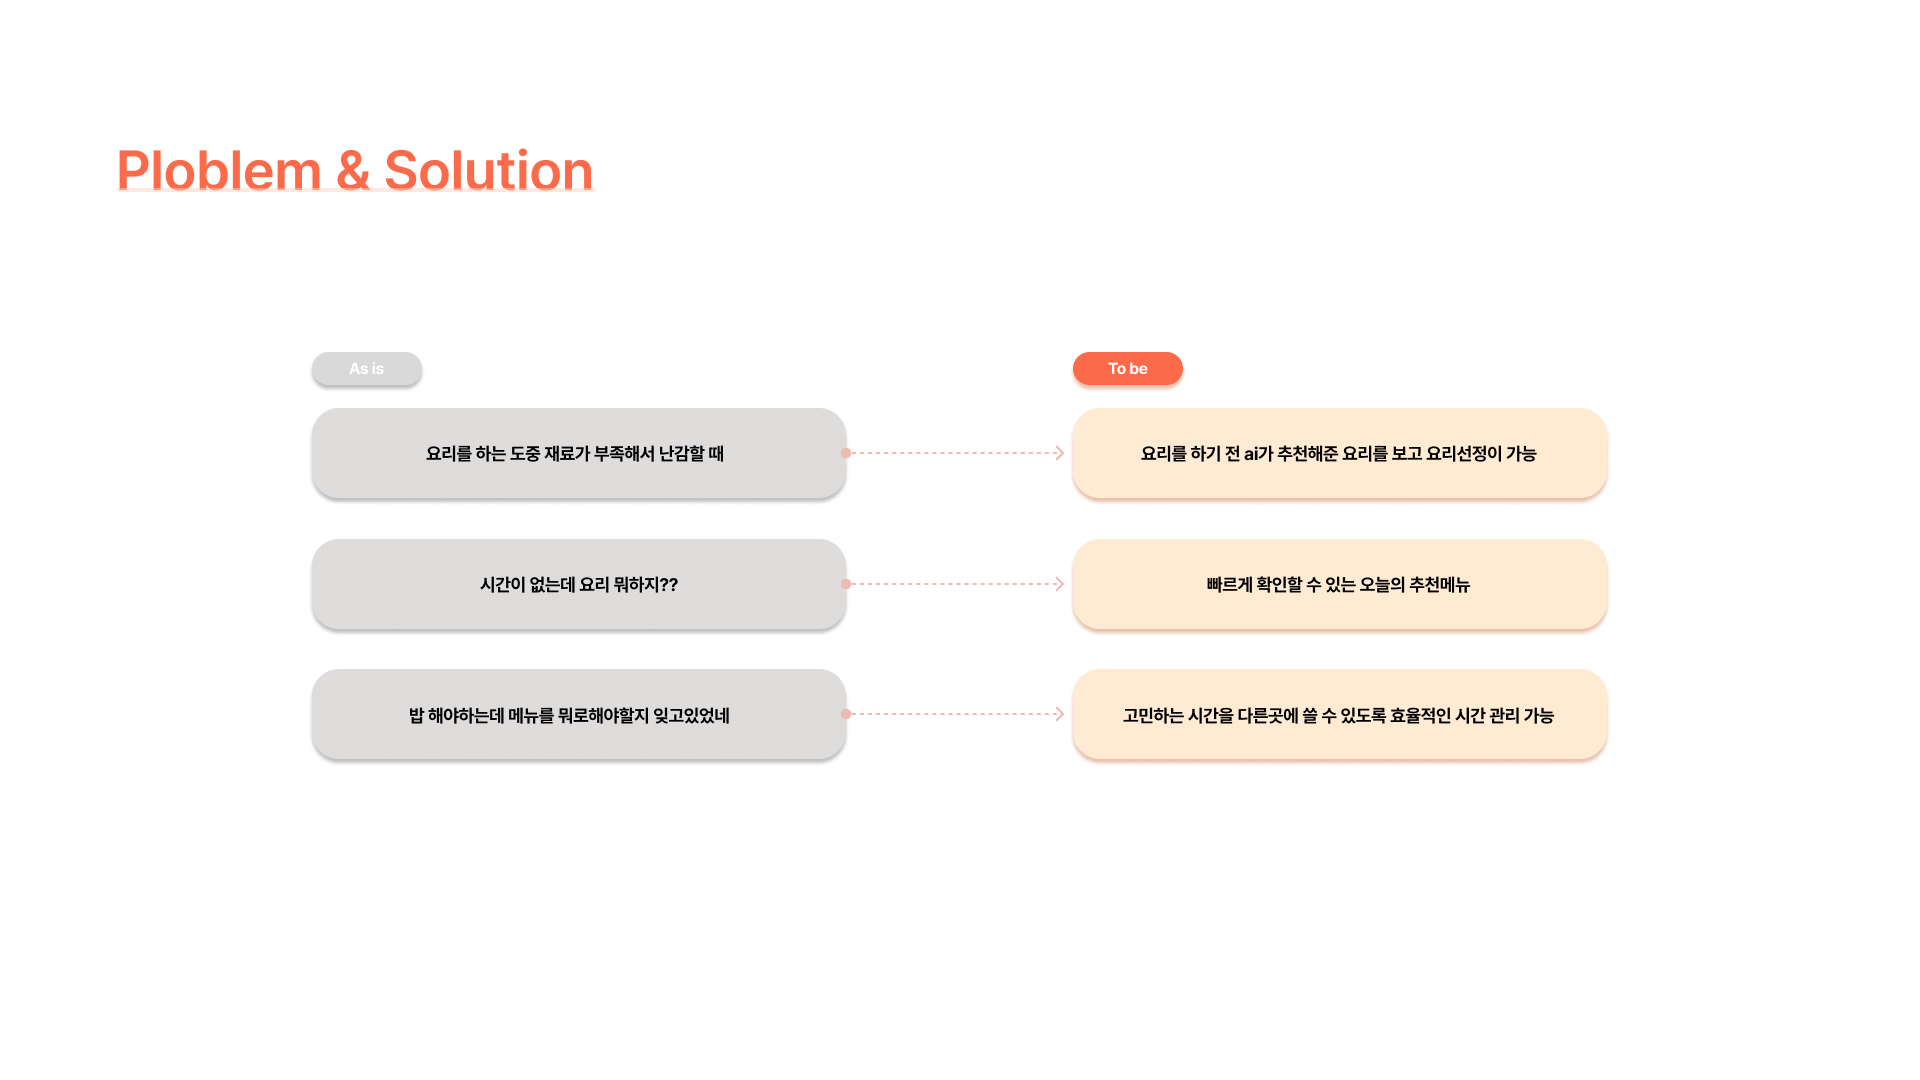 Ploblem & Solution
As is
To be
요리를 하는 도중 재료가 부족해서 난감할 때
요리를 하기 전 ai가 추천해준 요리를 보고 요리선정이 가능
시간이 없는데 요리 뭐하지??
빠르게 확인할 수 있는 오늘의 추천메뉴
밥 해야하는데 메뉴를 뭐로해야할지 잊고있었네
고민하는 시간을 다른곳에 쓸 수 있도록 효율적인 시간 관리 가능